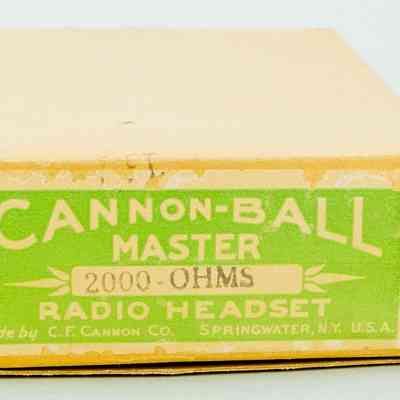 CANNON-BALL
MASTER
2000-OHMS
RADIO HEADSET
de by C.F. CANNON CO. SPRINGWATER, N.Y. U.S.A.